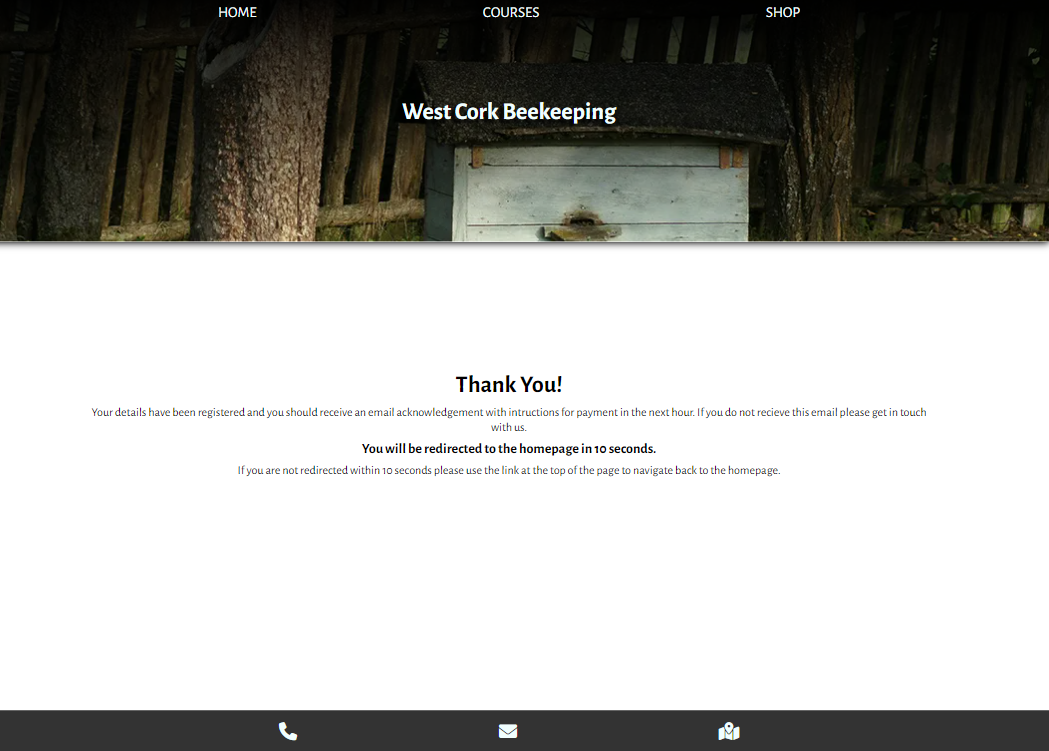 HOME COURSES SHOP
West Cork Beekeeping
Thank You!
Your details have been registered and you should receive an email acknowledgement with intructions for payment in the next hour. If you do not recieve this email please get in touch
with us.
You will be redirected to the homepage in 10 seconds.
If you are not redirected within 10 seconds please use the link at the top of the page to navigate back to the homepage.